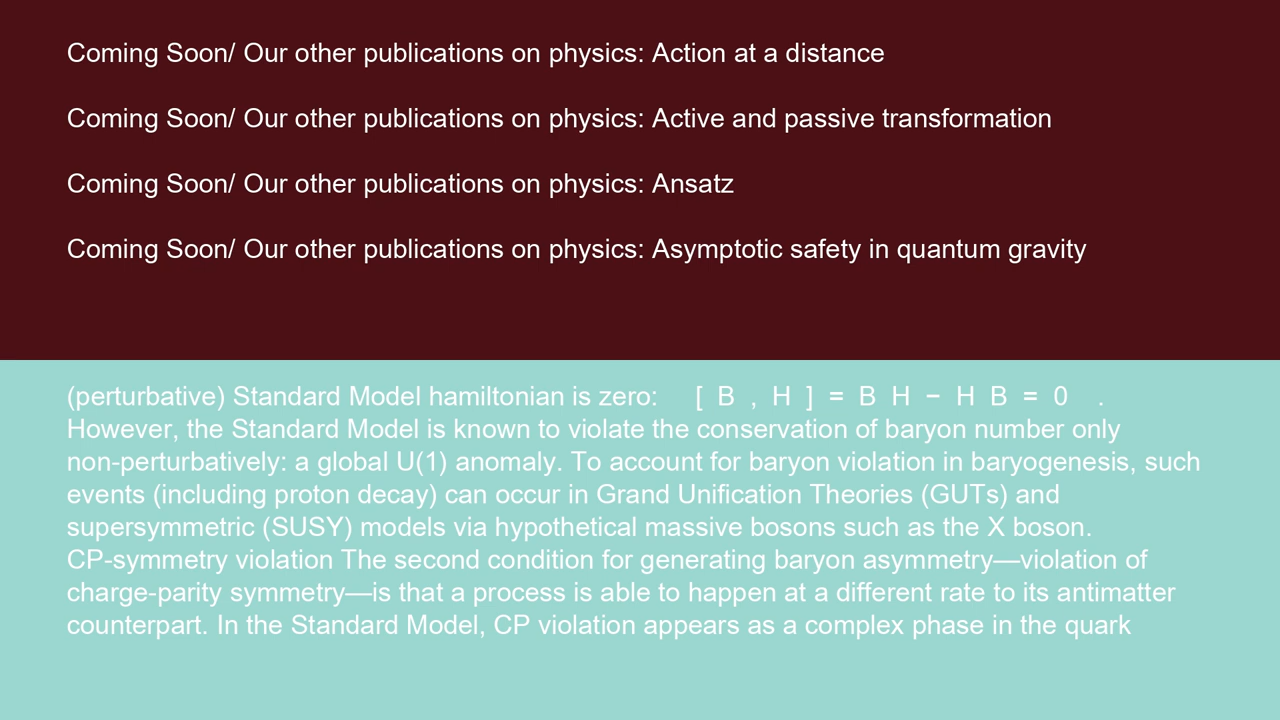 Coming Soon/ Our other publications on physics: Action at a distance
Coming Soon/ Our other publications on physics: Active and passive transformation
Coming Soon/ Our other publications on physics: Ansatz
Coming Soon/ Our other publications on physics: Asymptotic safety in quantum gravity
(perturbative) Standard Model hamiltonian is zero: [ B , H ] = B H − H B = 0 .
However, the Standard Model is known to violate the conservation of baryon number only
non-perturbatively: a global U(1) anomaly. To account for baryon violation in baryogenesis, such
events (including proton decay) can occur in Grand Unification Theories (GUTs) and
supersymmetric (SUSY) models via hypothetical massive bosons such as the X boson.
CP-symmetry violation The second condition for generating baryon asymmetry—violation of
charge-parity symmetry—is that a process is able to happen at a different rate to its antimatter
counterpart. In the Standard Model, CP violation appears as a complex phase in the quark